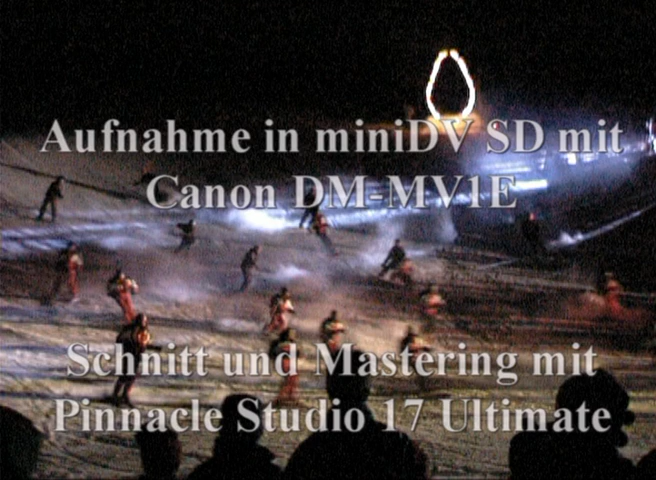 Aufnahme in miniDV SD mit
Canon DM-MV1E
Schnitt und Mastering mit
Pinnacle Studio 17 Ultimate